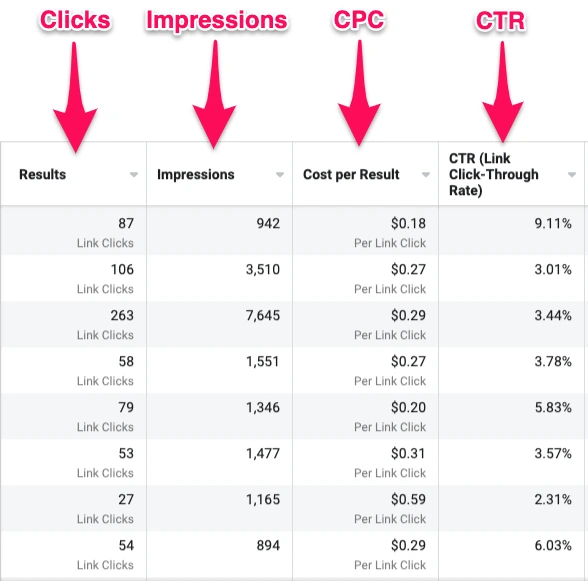 Clicks Impressions CPC CTR
Results Impressions Cost per Result CTR (Link
Click-Through
Rate)
87 942 $0.18 9.11%
Link Clicks Per Link Click
106 3,510 $0.27 3.01%
Link Clicks Per Link Click
263 7,645 $0.29 3.44%
Link Clicks Per Link Click
58 1,551 $0.27 3.78%
Link Clicks Per Link Click
79 1,346 $0.20 5.83%
Link Clicks Per Link Click
53 1,477 $0.31 3.57%
Link Clicks Per Link Click
27 1,165 $0.59 2.31%
Link Clicks Per Link Click
54 894 $0.29 6.03%
Link Clicks Per Link Click